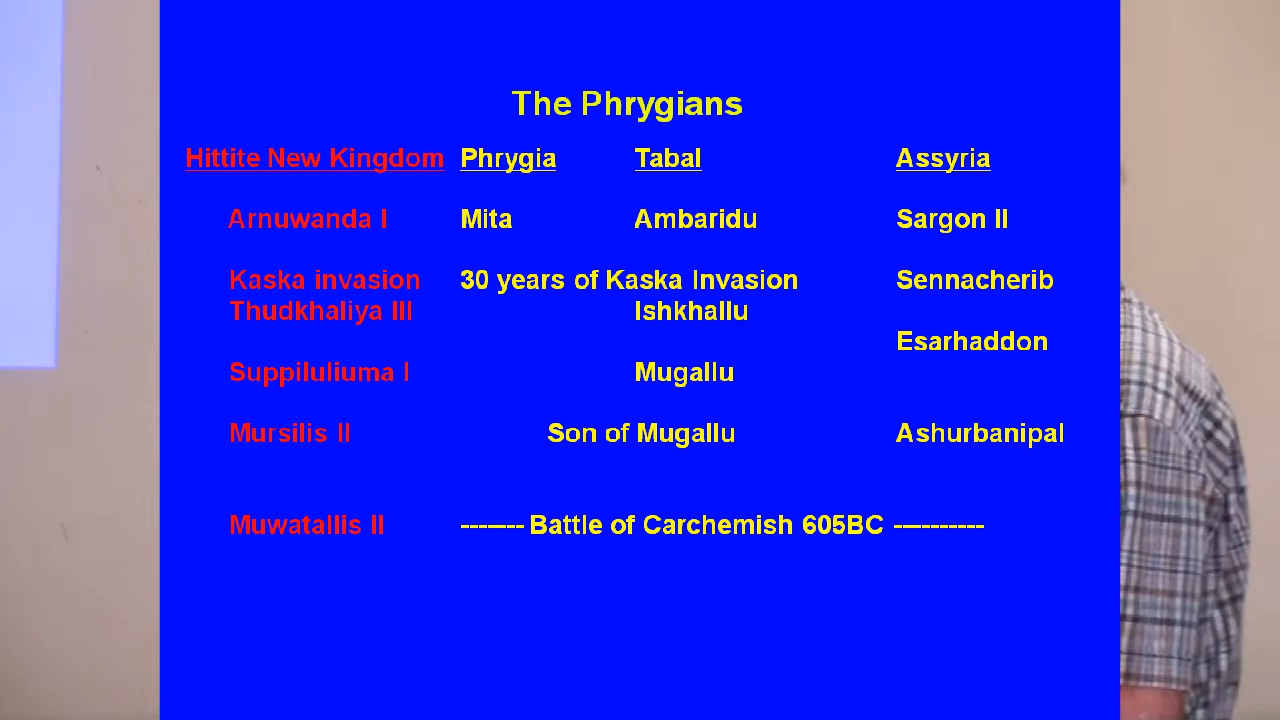 The Phrygians
Hittite New Kingdom Phrygia Tabal Assyria
Arnuwanda I Mita Ambaridu Sargon II
Kaska invasion 30 years of Kaska Invasion Sennacherib
Thudkhaliya III Ishkhallu
Esarhaddon
Suppiluliuma I Mugallu
Mursilis II Son of Mugallu Ashurbanipal
Muwatallis II ------- Battle of Carchemish 605BC ----------